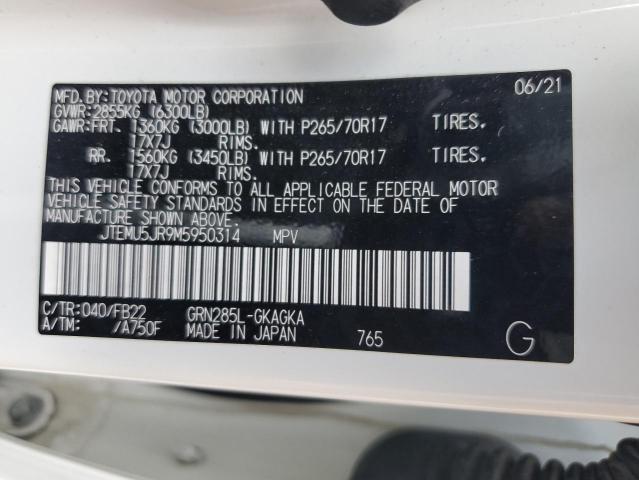 MFD.BY:TOYOTA MOTOR CORPORATION 06/21
GVWR:2855KG (6300LB)
GAWR:FRT. 1360KG (3000LB) WITH P265/70R17 TIRES.
17X7J RIMS.
RR. 1560KG (3450LB) WITH P265/70R17 TIRES.
17X7J RIMS.
THIS VEHICLE CONFORMS TO ALL APPLICABLE FEDERAL MOTOR
VEHICLE SAFETY STANDARDS IN EFFECT ON THE DATE OF
MANUFACTURE SHOWN ABOVE.
JTEMU5JR9M5950314 MPV
C/TR:040/FB22 GRN285L-GKAGKA
A/TM: /A750F MADE IN JAPAN 765 G